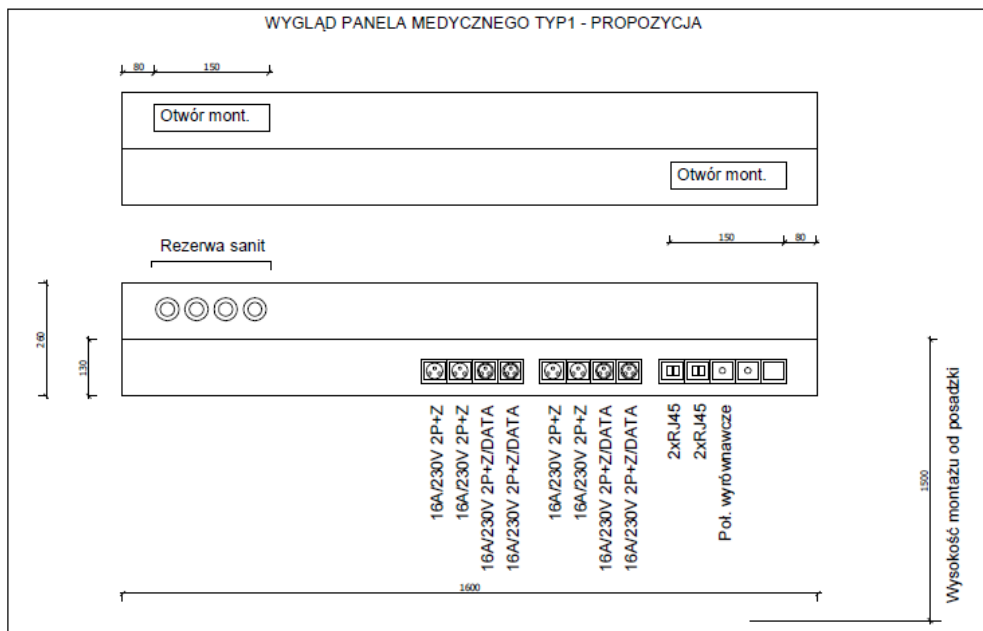 WYGLĄD PANELA MEDYCZNEGO TYP1 - PROPOZYCJA
80
150
Otwór mont.
Otwór mont.
150
80
Rezerwa sanit
260
130
16A/230V 2P+Z
16A/230V 2P+Z
16A/230V 2P+Z/DATA
16A/230V 2P+Z/DATA
16A/230V 2P+Z
16A/230V 2P+Z
16A/230V 2P+Z/DATA
16A/230V 2P+Z/DATA
2xRJ45
2xRJ45
Poł. wyrównawcze
1500
Wysokość montażu od posadzki
1600